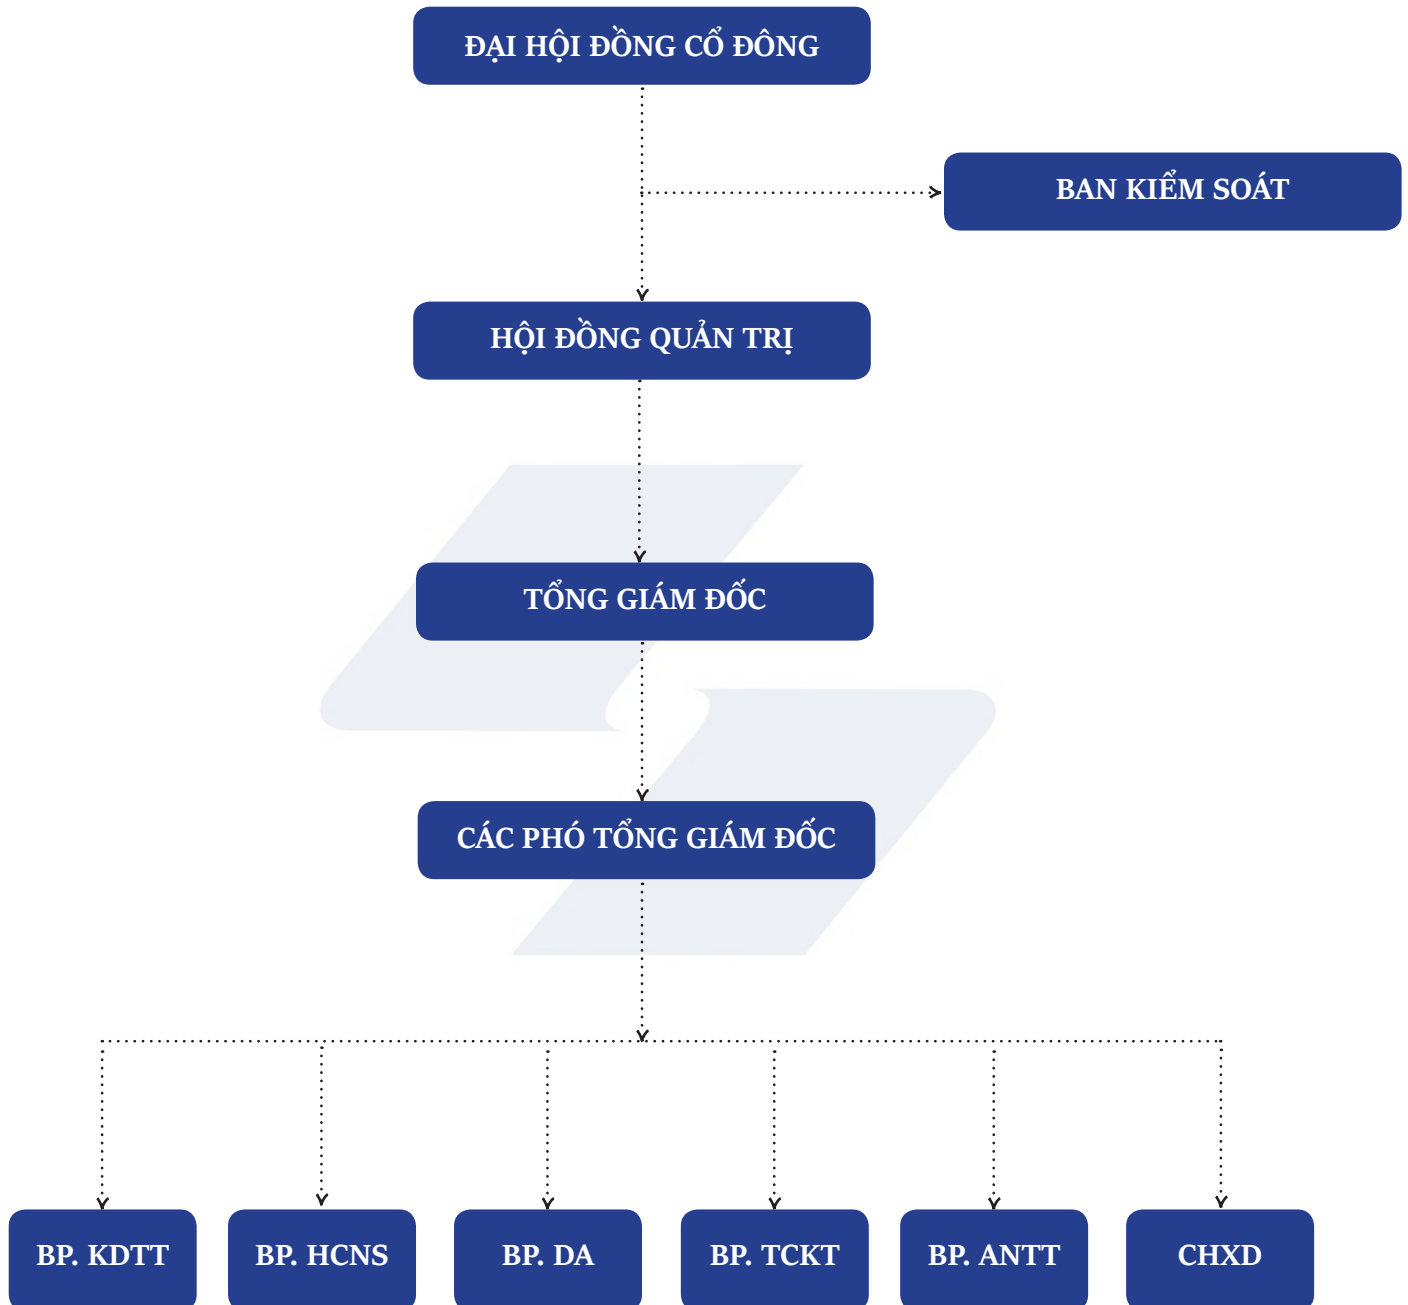 ĐẠI HỘI ĐỒNG CỔ ĐÔNG
BAN KIỂM SOÁT
HỘI ĐỒNG QUẢN TRỊ
TỔNG GIÁM ĐỐC
CÁC PHÓ TỔNG GIÁM ĐỐC
BP. KDTT
BP. HCNS
BP. DA
BP. TCKT
BP. ANTT
CHXD